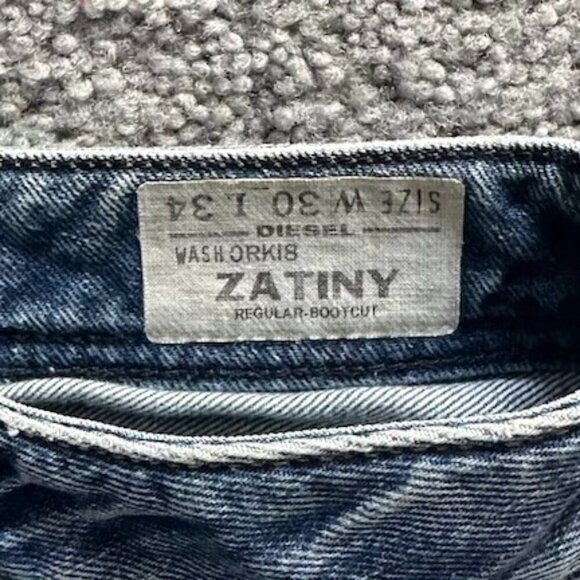 SIZE W 30 L 34
DIESEL
WASH ORKI8
ZATINY
REGULAR-BOOTCUT